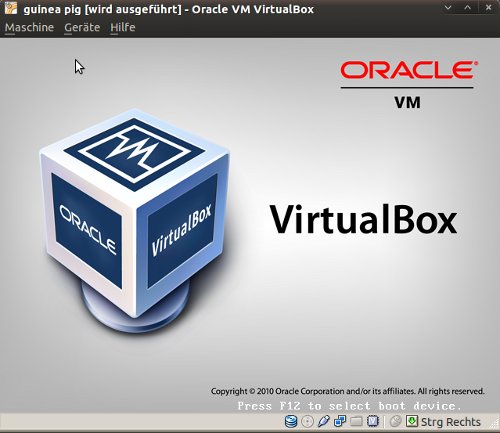 guinea pig [wird ausgeführt] - Oracle VM VirtualBox
Maschine Geräte Hilfe
ORACLE®
VM
ORACLE
VirtualBox
VirtualBox
Copyright © 2010 Oracle Corporation and/or its affiliates. All rights reserved.
Press F12 to select boot device.
Strg Rechts